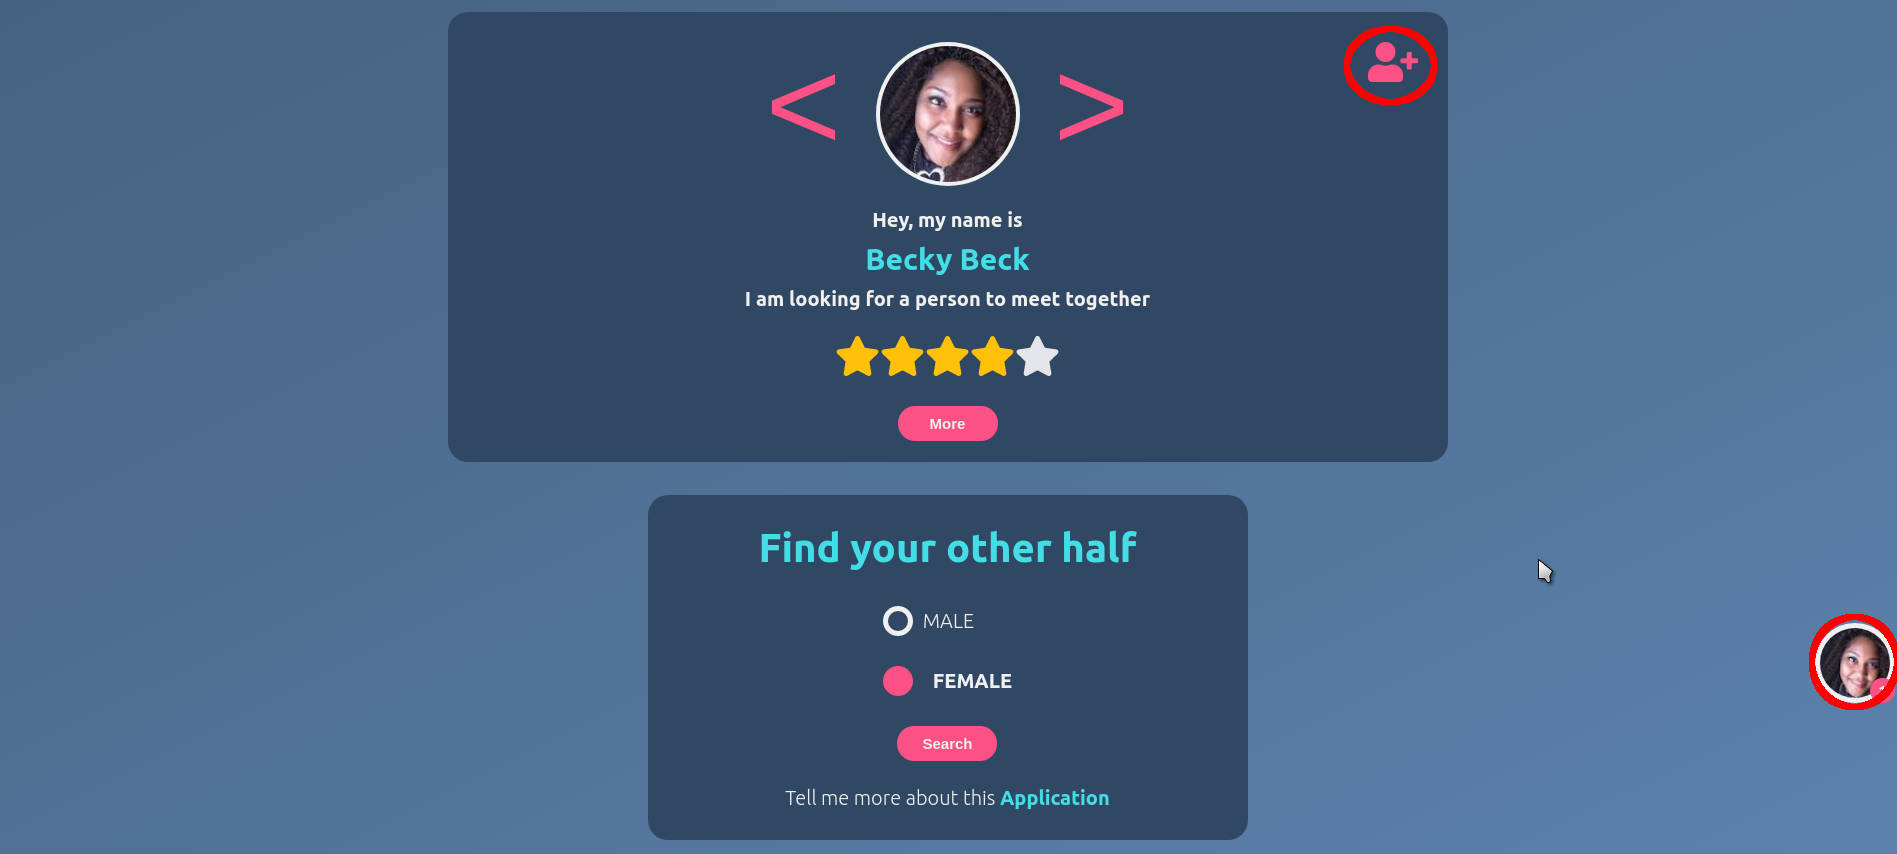 < >
Hey, my name is
Becky Beck
I am looking for a person to meet together
More
Find your other half
MALE
FEMALE
Search
Tell me more about this Application